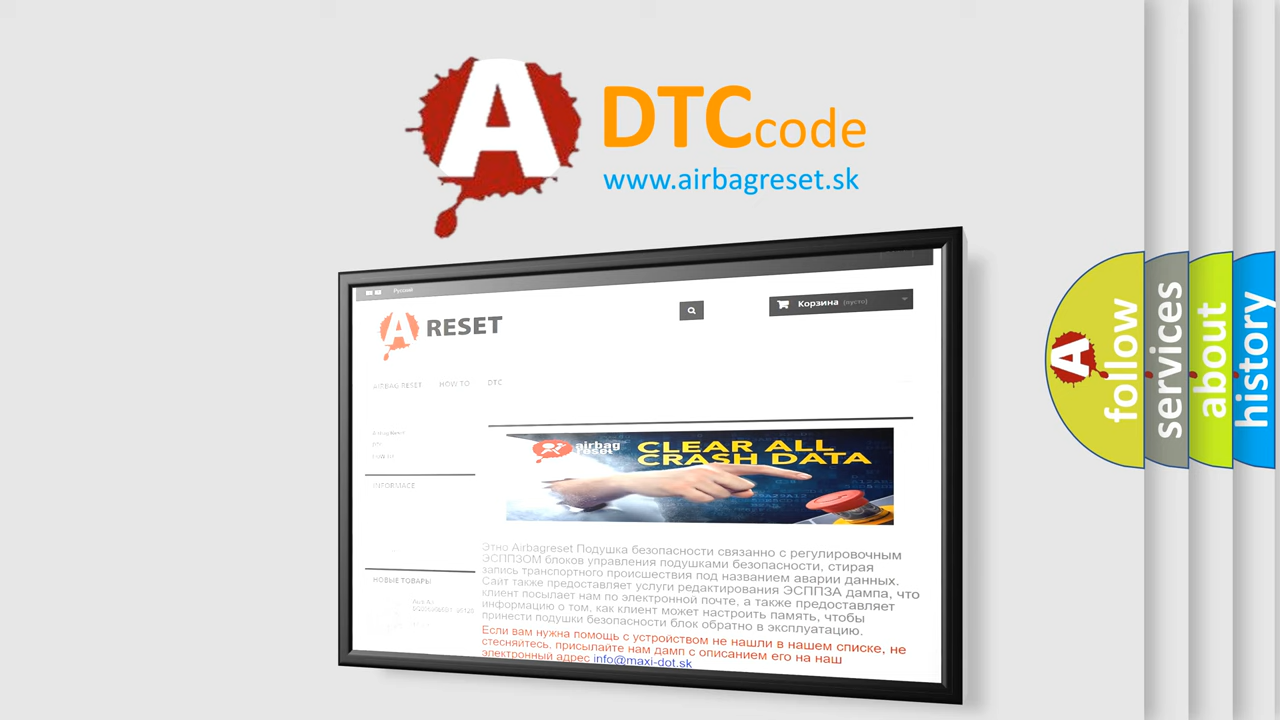 A DTCcode
www.airbagreset.sk
Русский
A RESET
Корзина (пусто)
AIRBAG RESET HOW TO DTC
INFORMACE
airbag
reset
CLEAR ALL
CRASH DATA
Этно Airbagreset Подушка безопасности связанно с регулировочным
ЭСППЗОМ блоков управления подушками безопасности, стирая
запись транспортного происшествия под названием аварии данных.
Сайт также предоставляет услуги редактирования ЭСППЗА дампа, что
клиент посылает нам по электронной почте, а также предоставляет
информацию о том, как клиент может настроить память, чтобы
принести подушки безопасности блок обратно в эксплуатацию.
Если вам нужна помощь с устройством не нашли в нашем списке, не
стесняйтесь, присылайте нам дамп с описанием его на наш
электронный адрес info@maxi-dot.sk
НОВЫЕ ТОВАРЫ
A
follow
services
about
history